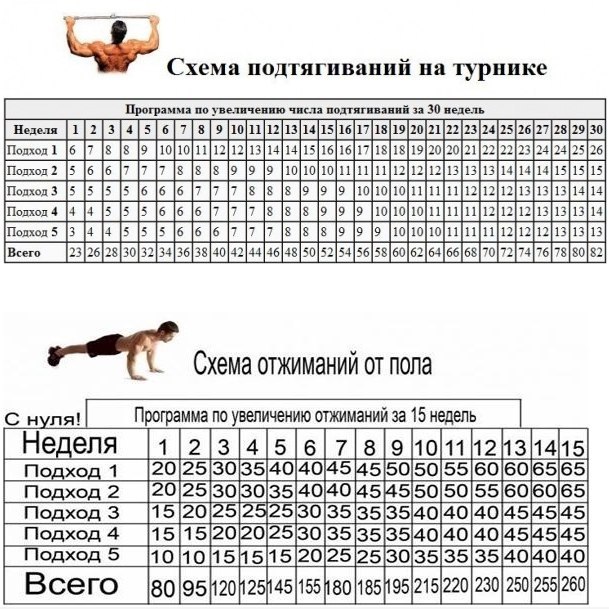 Схема подтягиваний на турнике
Программа по увеличению числа подтягиваний за 30 недель
Неделя 1 2 3 4 5 6 7 8 9 10 11 12 13 14 15 16 17 18 19 20 21 22 23 24 25 26 27 28 29 30
Подход 1 6 7 8 8 9 10 10 11 12 12 13 14 14 15 16 16 17 18 18 19 20 20 21 22 22 23 24 24 25 26
Подход 2 5 6 6 7 7 7 8 8 8 9 9 9 10 10 10 11 11 11 12 12 12 13 13 13 14 14 14 15 15 15
Подход 3 5 5 5 5 6 6 6 7 7 7 8 8 8 9 9 9 10 10 10 11 11 11 12 12 12 13 13 13 14 14
Подход 4 4 4 5 5 5 6 6 6 7 7 7 8 8 8 9 9 9 10 10 10 11 11 11 12 12 12 13 13 13 14
Подход 5 3 4 4 5 5 5 6 6 6 7 7 7 8 8 8 9 9 9 10 10 10 11 11 11 12 12 12 13 13 13
Всего 23 26 28 30 32 34 36 38 40 42 44 46 48 50 52 54 56 58 60 62 64 66 68 70 72 74 76 78 80 82
Схема отжиманий от пола
С нуля! Программа по увеличению отжиманий за 15 недель
Неделя 1 2 3 4 5 6 7 8 9 10 11 12 13 14 15
Подход 1 20 25 30 35 40 40 45 45 50 50 55 60 60 65 65
Подход 2 20 25 30 30 35 40 40 45 45 50 50 55 60 60 65
Подход 3 15 20 25 25 30 30 35 35 35 40 40 40 45 45 45
Подход 4 15 15 20 20 25 25 35 30 35 40 40 40 45 45 45
Подход 5 10 10 15 15 15 20 25 30 30 35 35 35 40 40 40
Всего 80 95 120 125 145 155 180 185 195 215 220 230 250 255 260